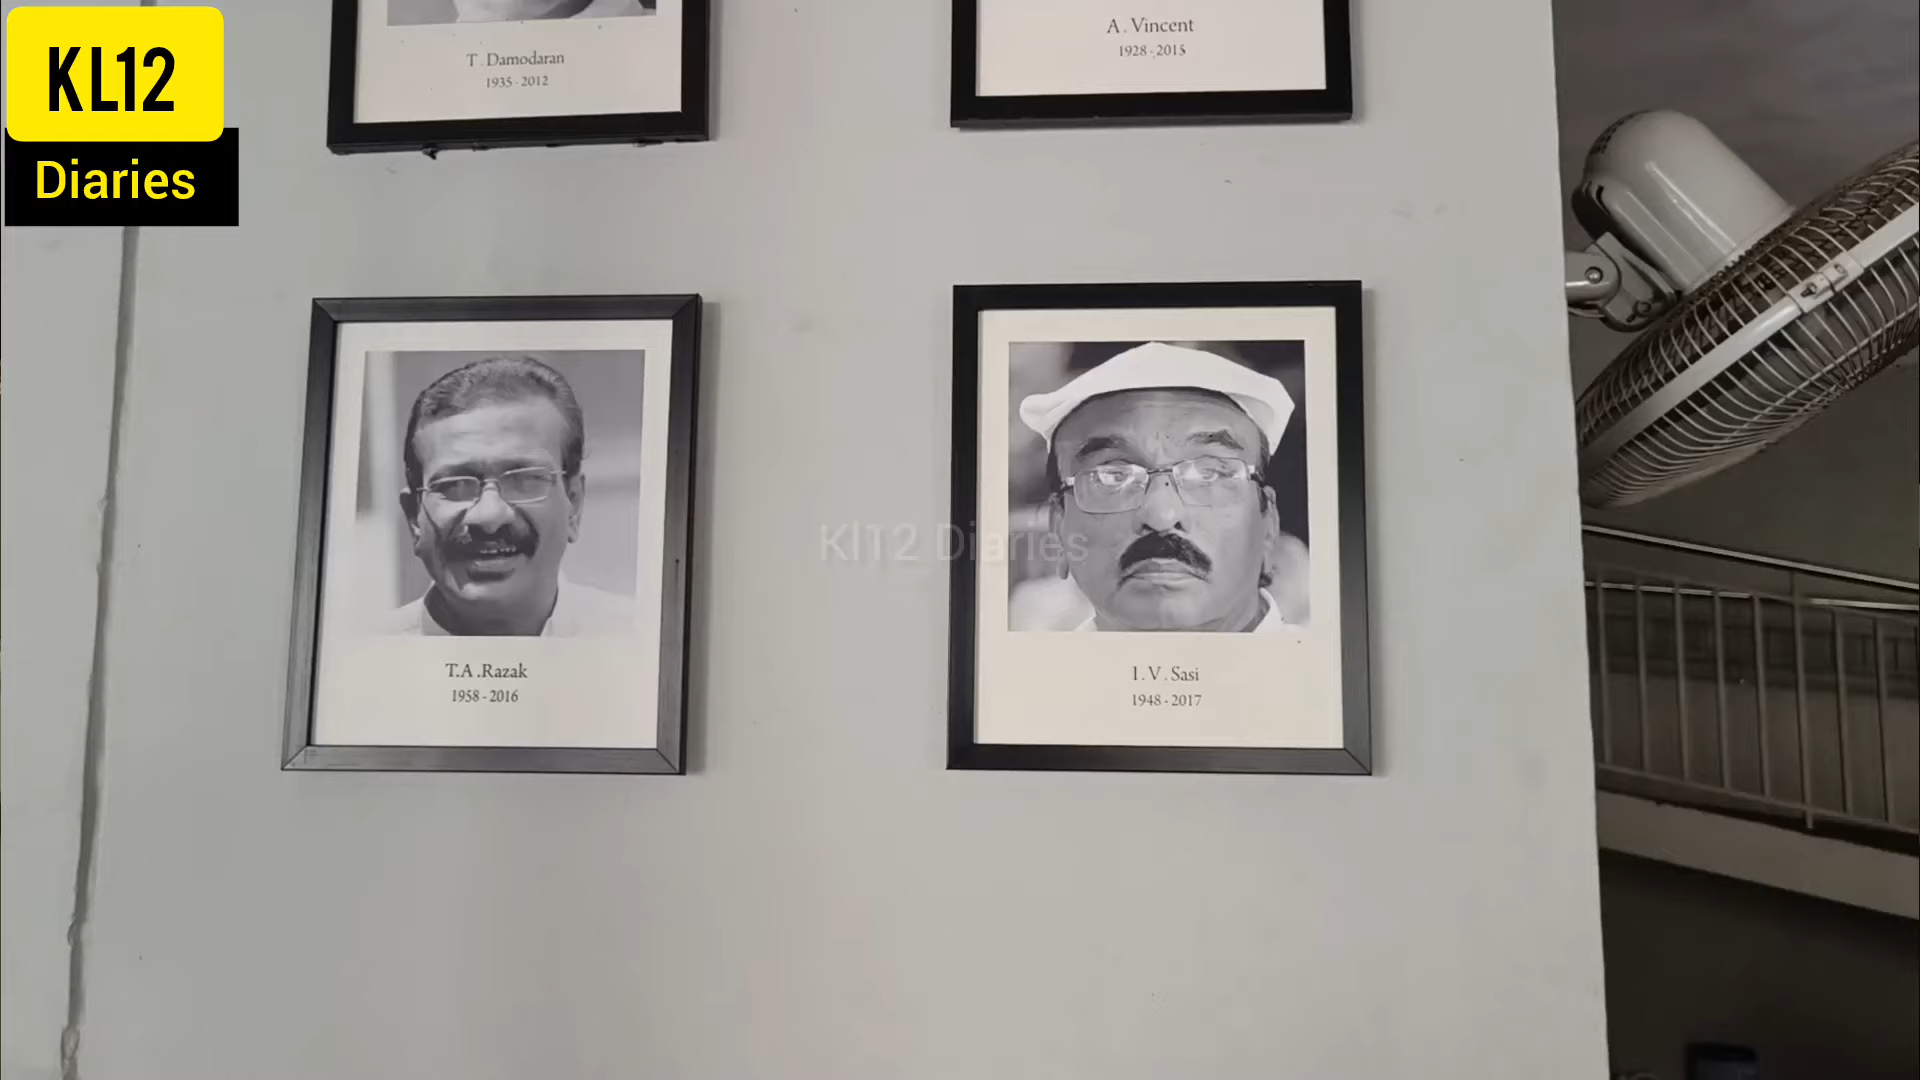 KL12
Diaries
T. Damodaran
1935-2012
A. Vincent
1928-2015
Kl12 Diaries
T.A.Razak
1958-2016
I.V.Sasi
1948-2017